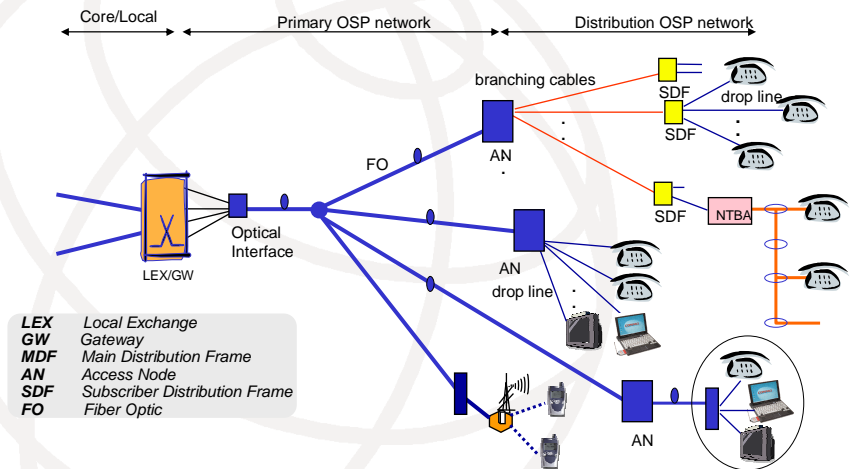 Core/Local
Primary OSP network
Distribution OSP network
branching cables
SDF
drop line
SDF
AN
FO
SDF
NTBA
Optical
Interface
LEX/GW
AN
drop line
LEX Local Exchange
GW Gateway
MDF Main Distribution Frame
AN Access Node
SDF Subscriber Distribution Frame
FO Fiber Optic
AN